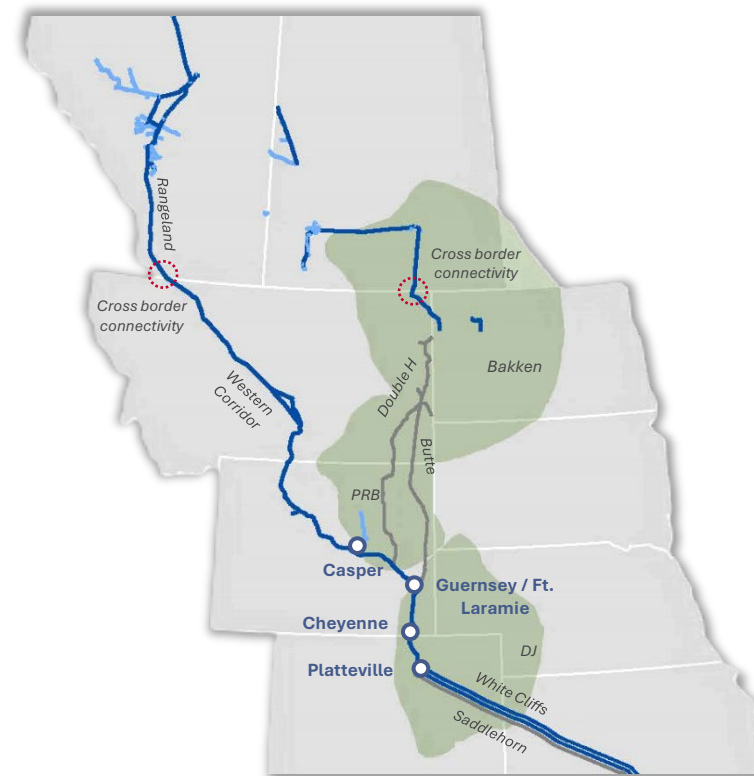 Rangeland
Cross border
connectivity
Cross border
connectivity
Western
Corridor
Double H
Bakken
Butte
PRB
Casper
Guernsey / Ft.
Laramie
Cheyenne
DJ
Platteville
White Cliffs
Saddlehorn